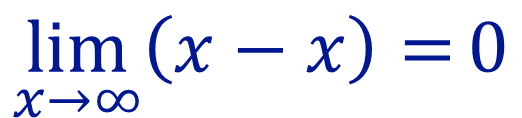 lim (x − x) = 0
x→∞